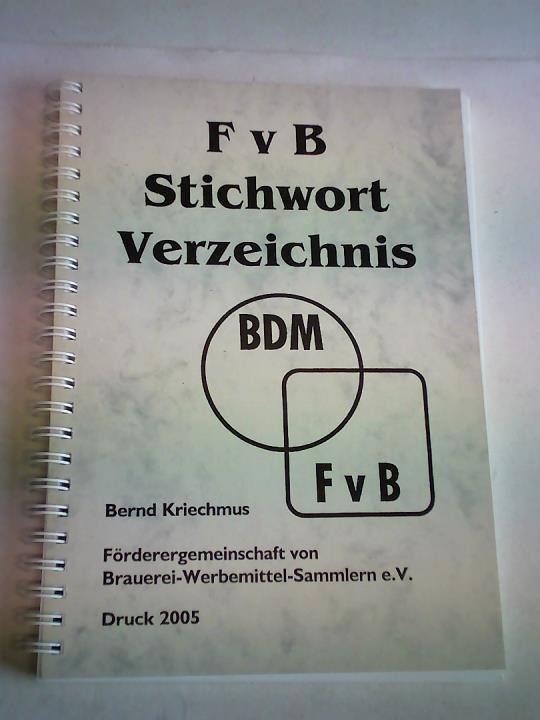 F v B
Stichwort
Verzeichnis
BDM
F v B
Bernd Kriechmus
Förderergemeinschaft von
Brauerei-Werbemittel-Sammlern e.V.
Druck 2005